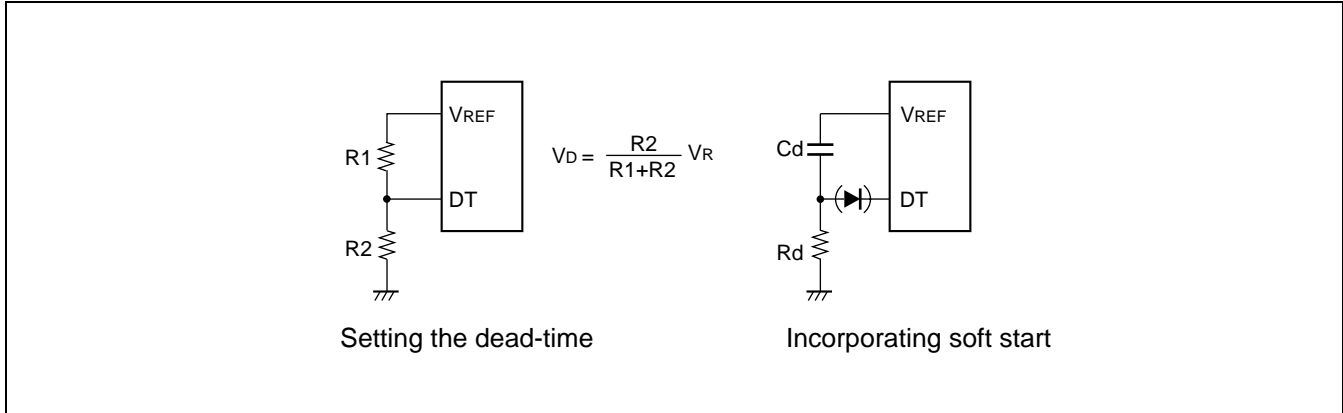 VREF
R1
DT
R2
VD = R2 / R1+R2 VR
Setting the dead-time
VREF
Cd
DT
Rd
Incorporating soft start